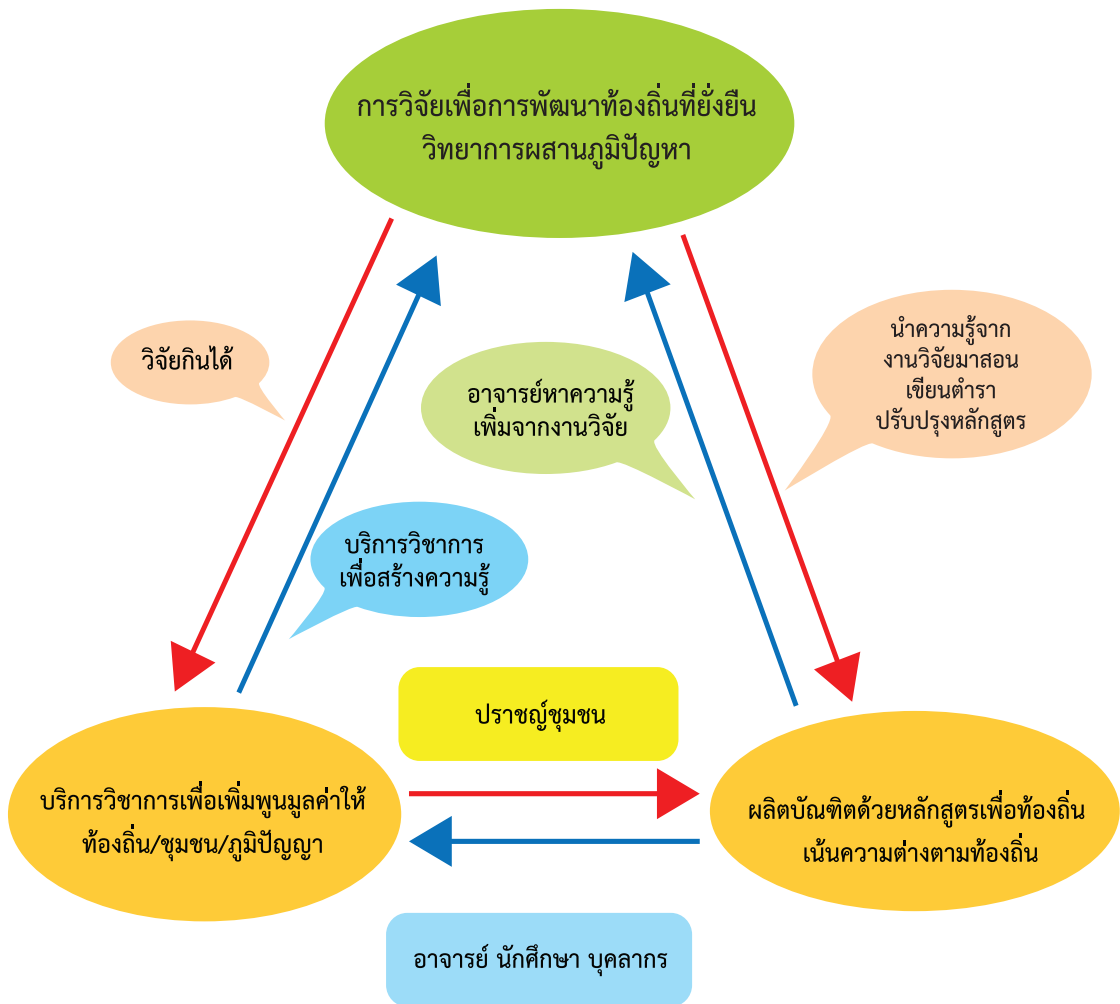 การวิจัยเพื่อการพัฒนาท้องถิ่นที่ยั่งยืน
วิทยาการผสานภูมิปัญหา
วิจัยกินได้
นำความรู้จาก
งานวิจัยมาสอน
เขียนตำรา
ปรับปรุงหลักสูตร
อาจารย์หาความรู้
เพิ่มจากงานวิจัย
บริการวิชาการ
เพื่อสร้างความรู้
ปราชญ์ชุมชน
บริการวิชาการเพื่อเพิ่มพูนมูลค่าให้
ท้องถิ่น/ชุมชน/ภูมิปัญญา
ผลิตบัณฑิตด้วยหลักสูตรเพื่อท้องถิ่น
เน้นความต่างตามท้องถิ่น
อาจารย์ นักศึกษา บุคลากร